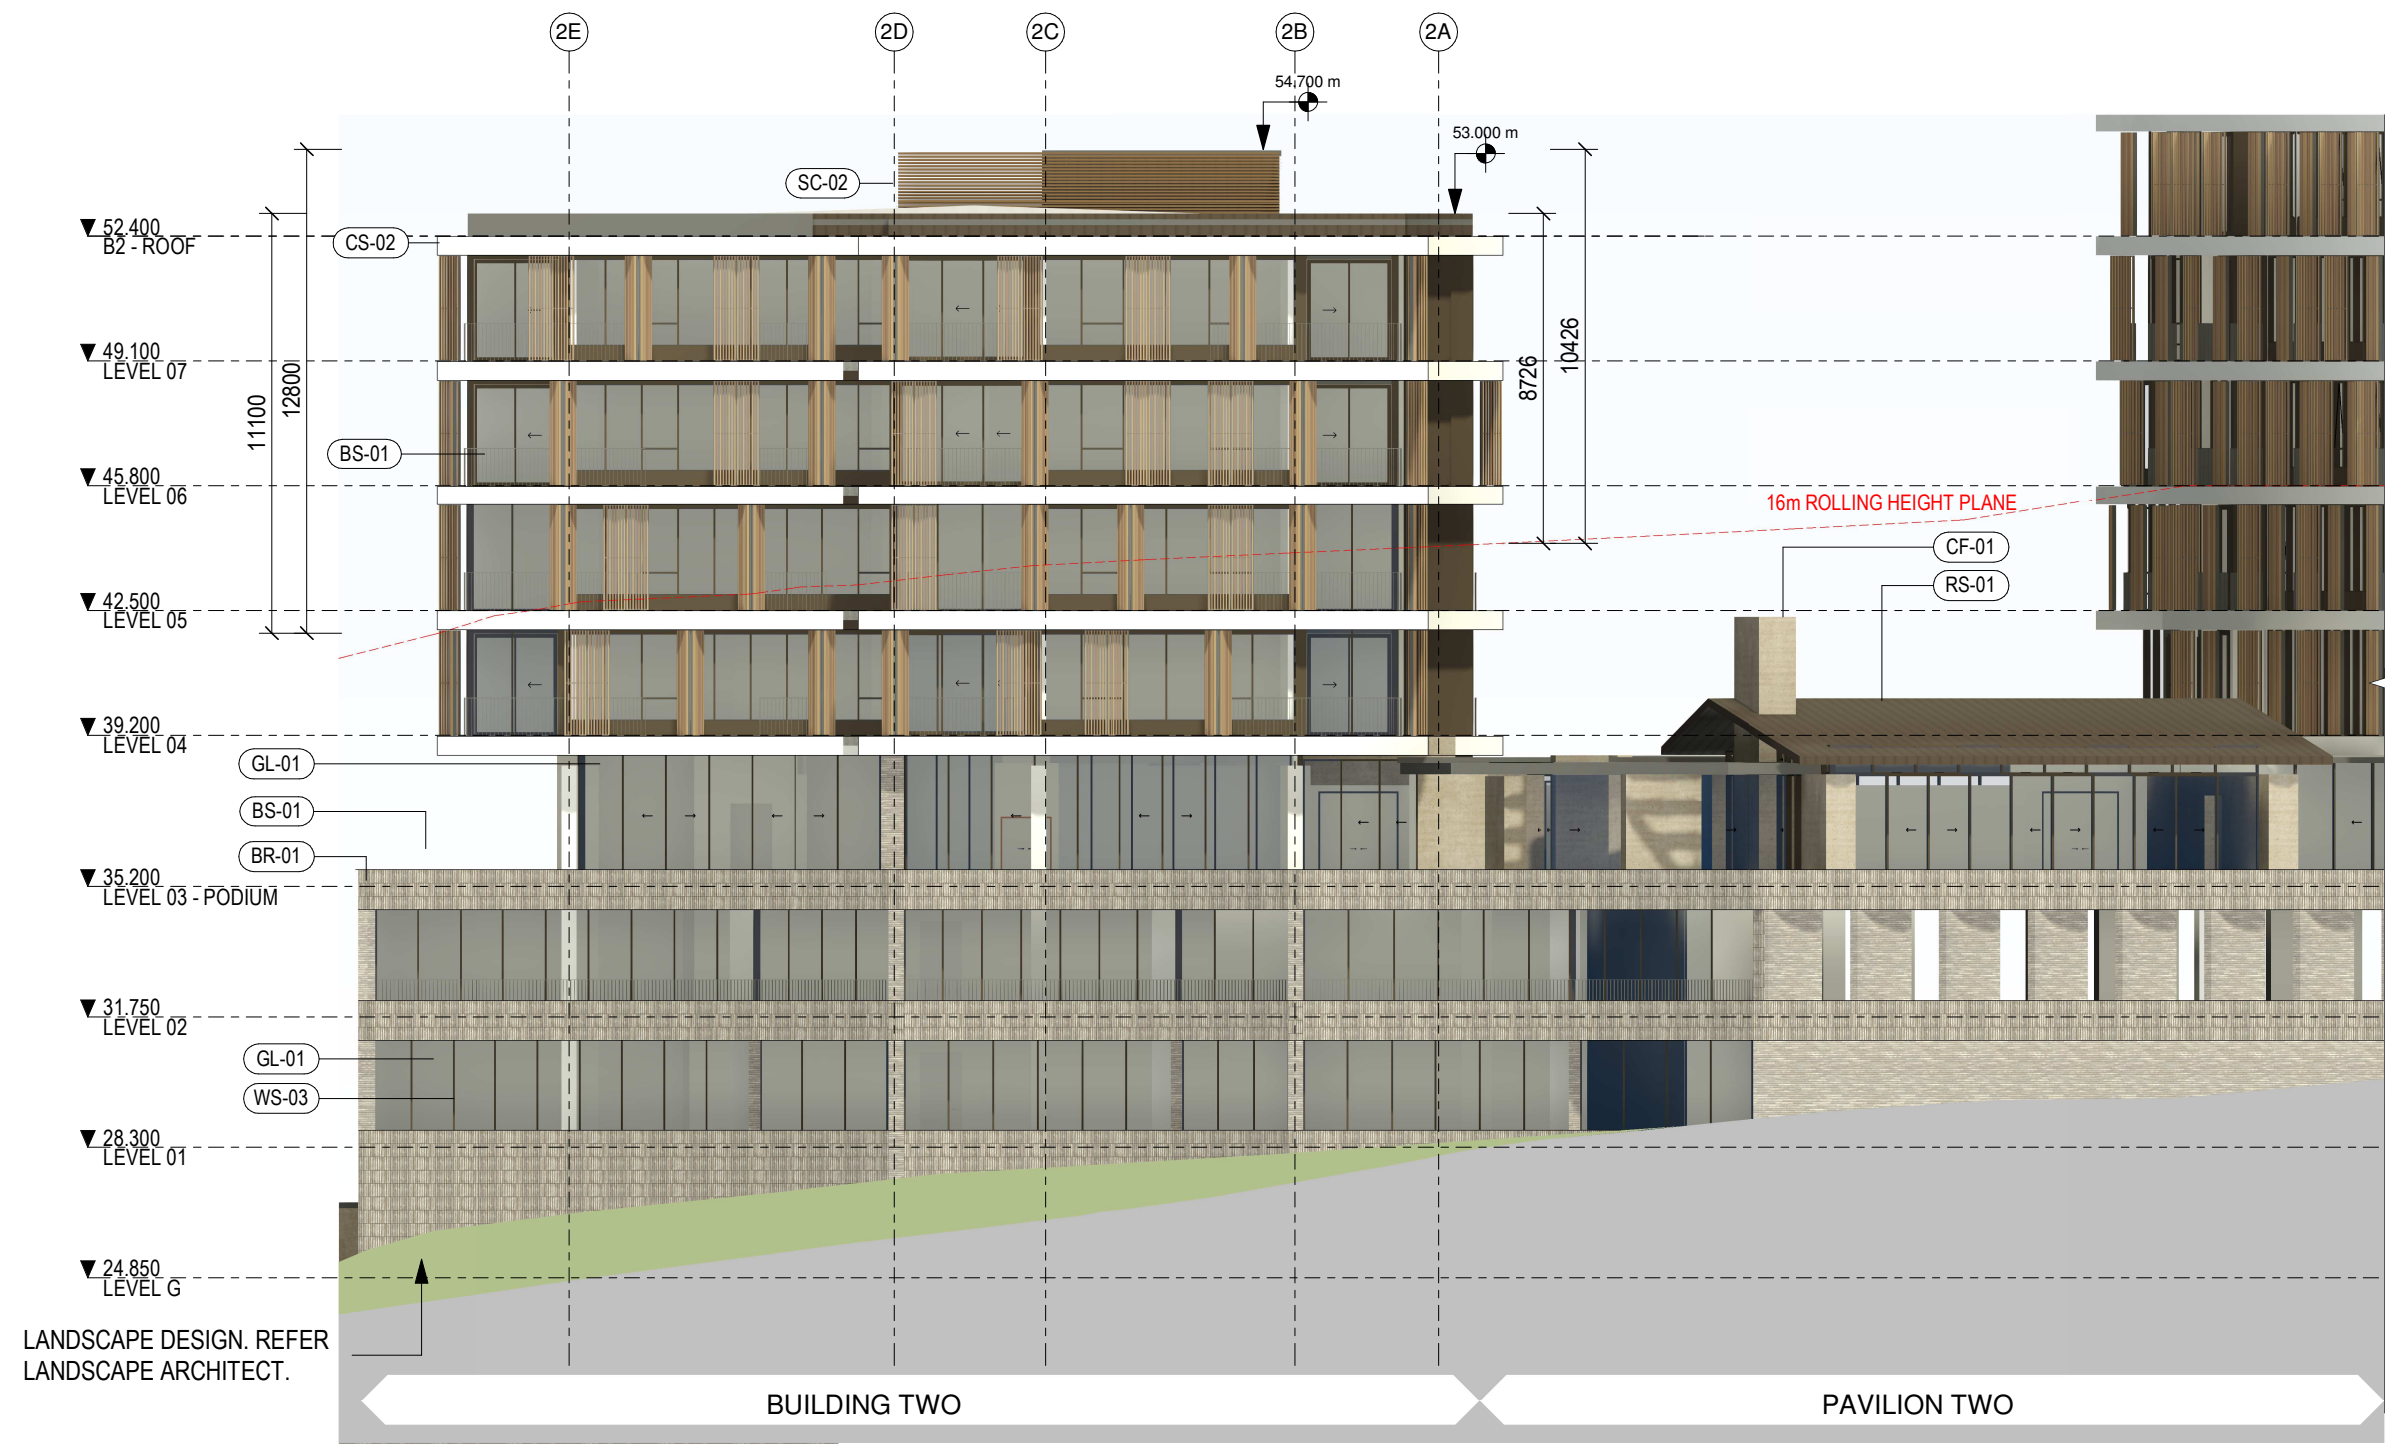 2E
2D
2C
2B
2A
54.700 m
53.000 m
SC-02
52.400
B2 - ROOF
CS-02
49.100
LEVEL 07
11100
12800
8726
10426
BS-01
45.800
LEVEL 06
16m ROLLING HEIGHT PLANE
CF-01
RS-01
42.500
LEVEL 05
39.200
LEVEL 04
GL-01
BS-01
BR-01
35.200
LEVEL 03 - PODIUM
31.750
LEVEL 02
GL-01
WS-03
28.300
LEVEL 01
24.850
LEVEL G
LANDSCAPE DESIGN. REFER
LANDSCAPE ARCHITECT.
BUILDING TWO
PAVILION TWO